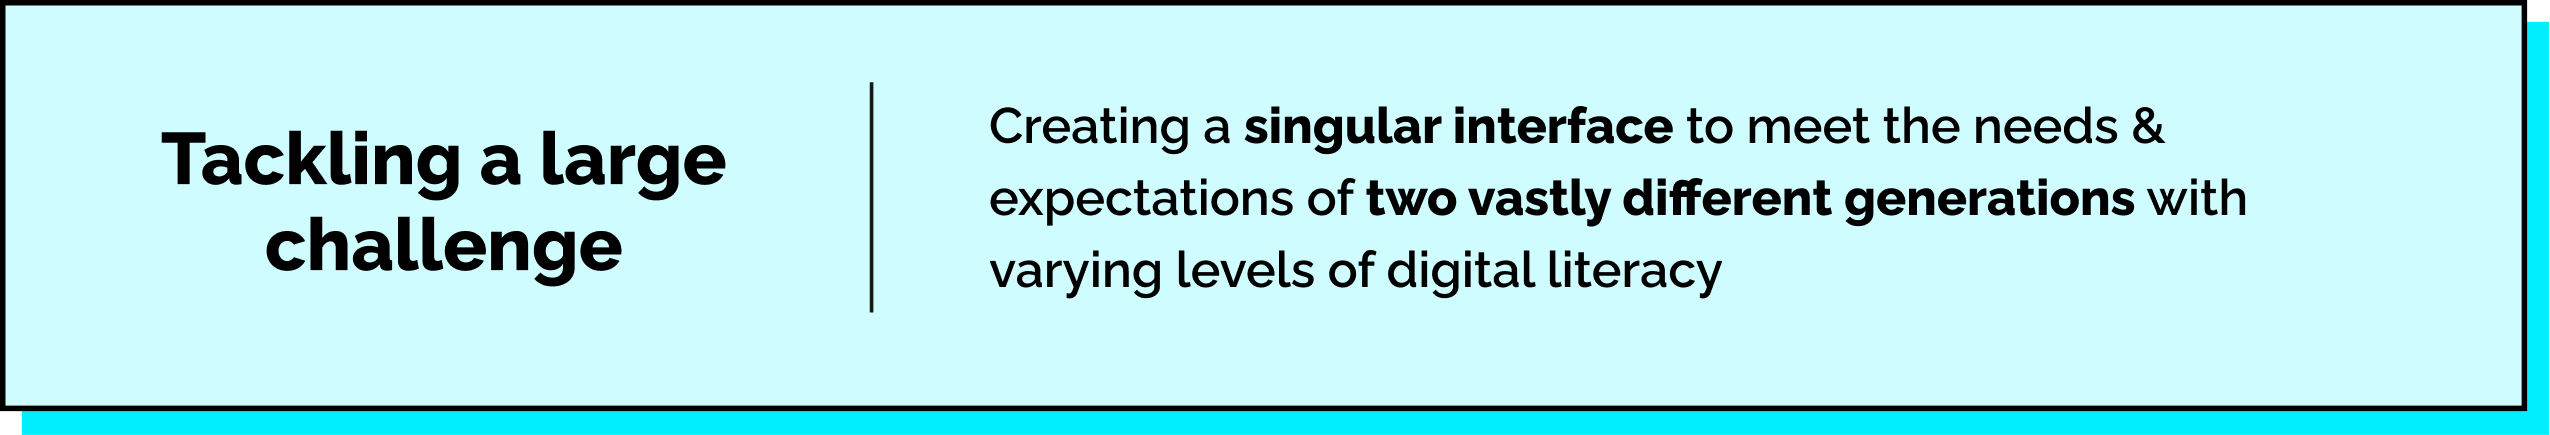 Tackling a large
challenge
Creating a singular interface to meet the needs &
expectations of two vastly different generations with
varying levels of digital literacy